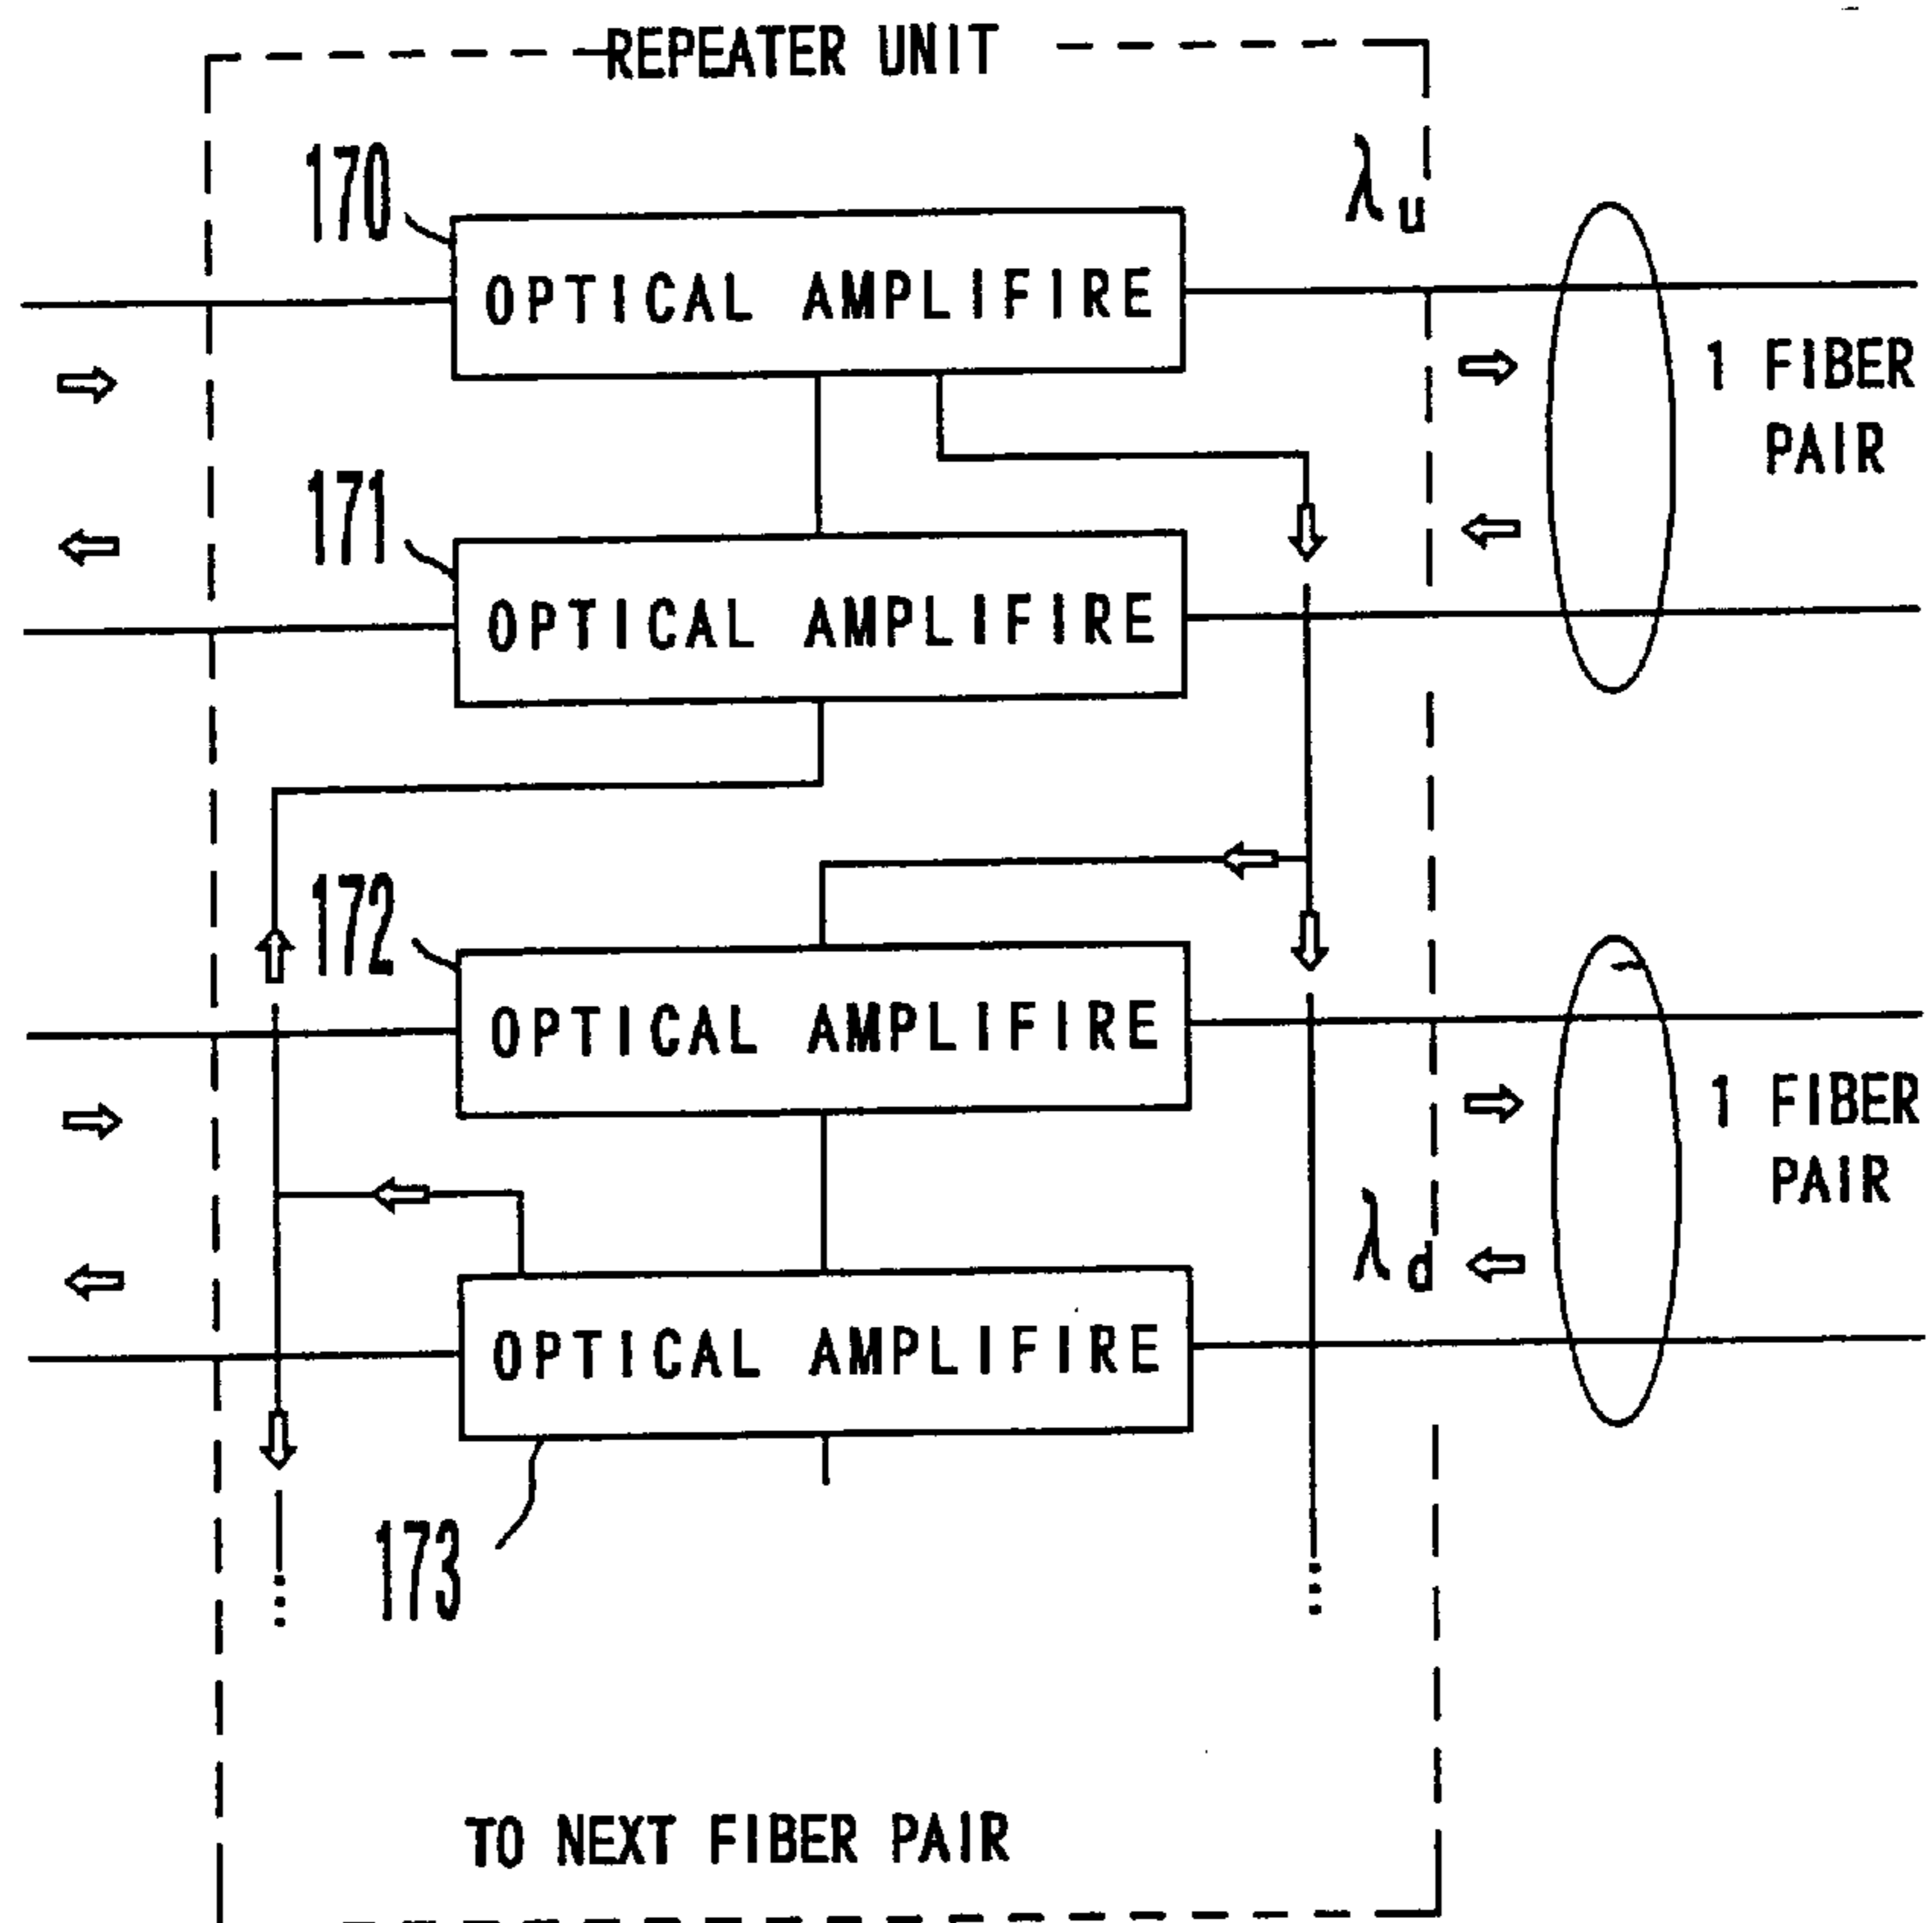 REPEATER UNIT
170
λu
OPTICAL AMPLIFIRE
1 FIBER
PAIR
171
OPTICAL AMPLIFIRE
172
OPTICAL AMPLIFIRE
1 FIBER
PAIR
λd
OPTICAL AMPLIFIRE
173
TO NEXT FIBER PAIR